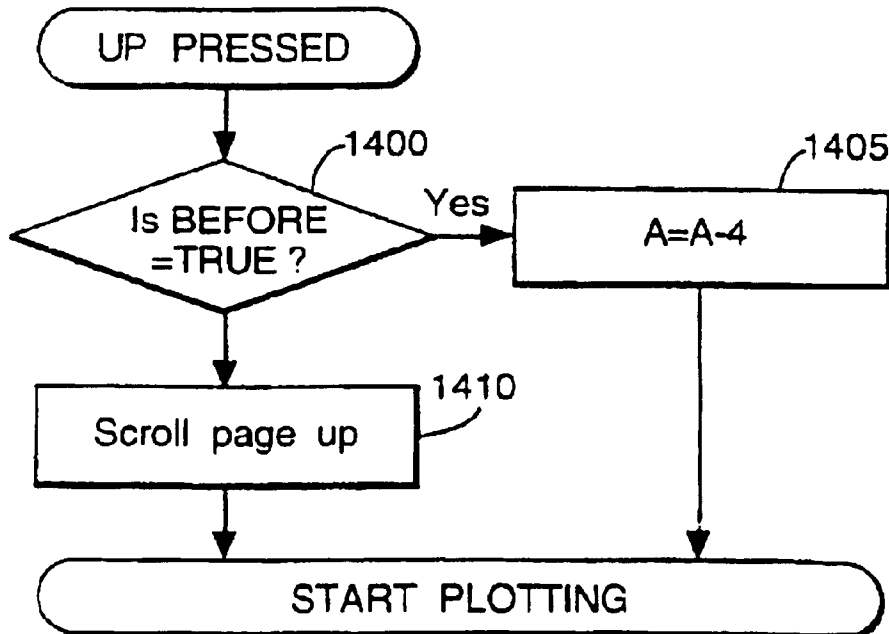 UP PRESSED
1400
1405
Is BEFORE
=TRUE ?
Yes
A=A-4
1410
Scroll page up
START PLOTTING